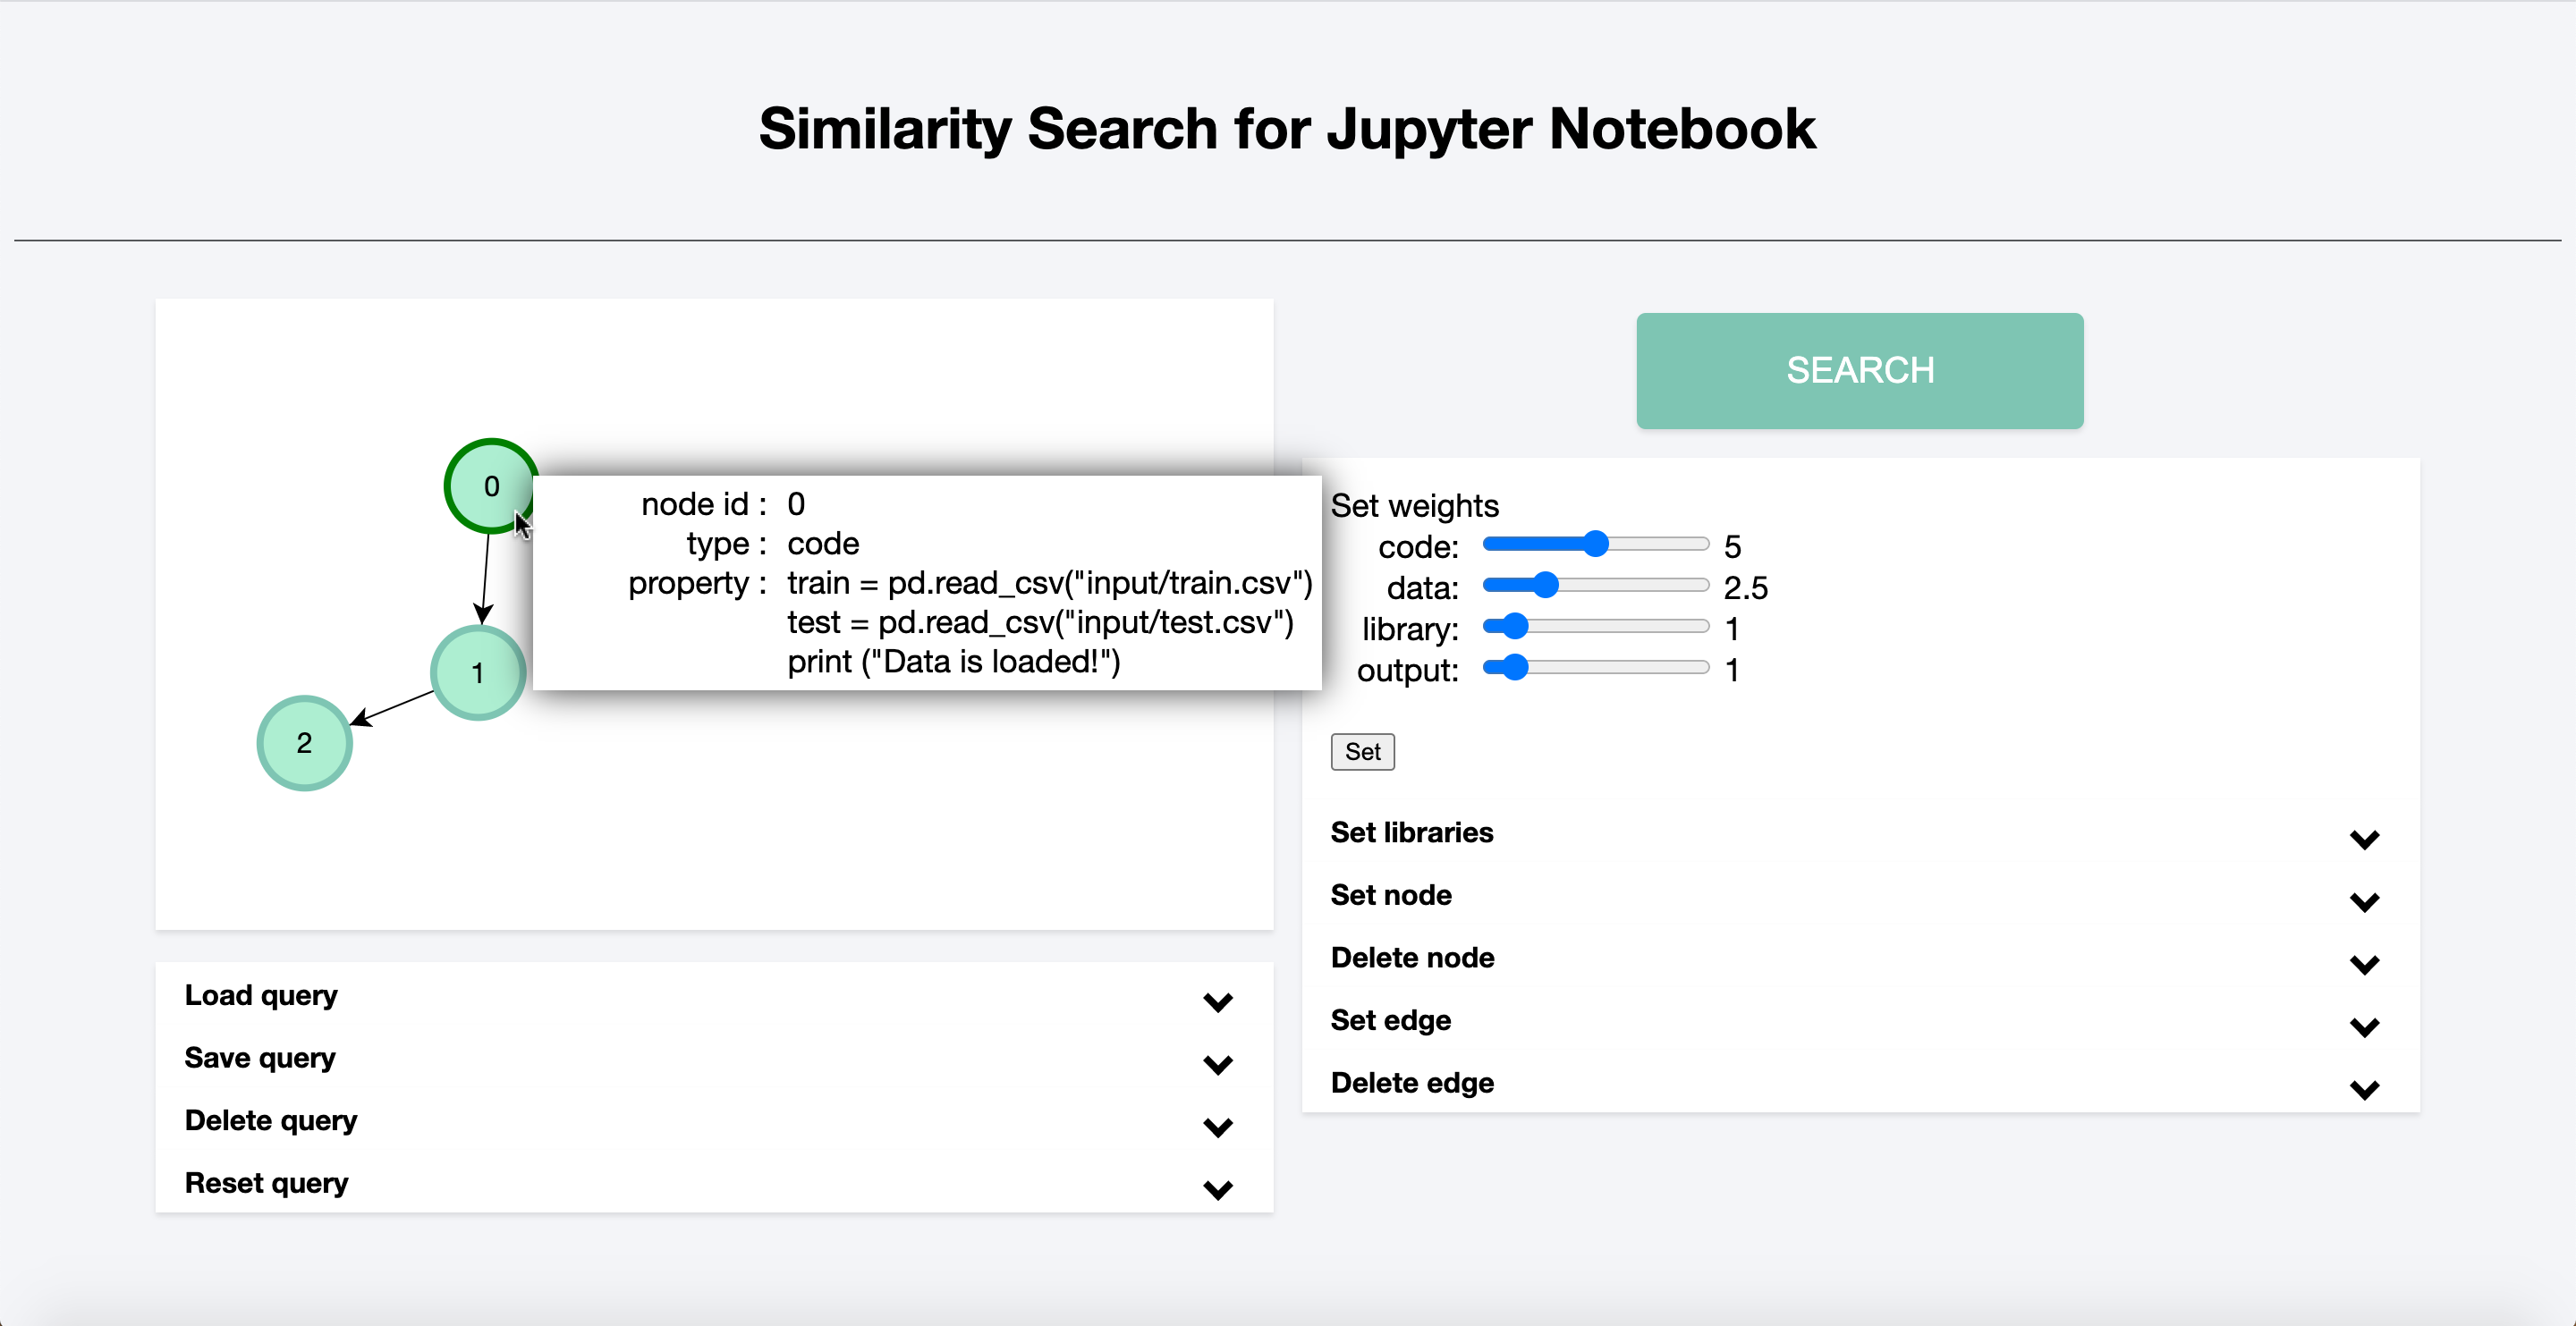 Similarity Search for Jupyter Notebook
SEARCH
0
1
2
node id : 0
type : code
property : train = pd.read_csv("input/train.csv")
test = pd.read_csv("input/test.csv")
print ("Data is loaded!")
Set weights
code: 5
data: 2.5
library: 1
output: 1
Set
Set libraries
Set node
Delete node
Set edge
Delete edge
Load query
Save query
Delete query
Reset query